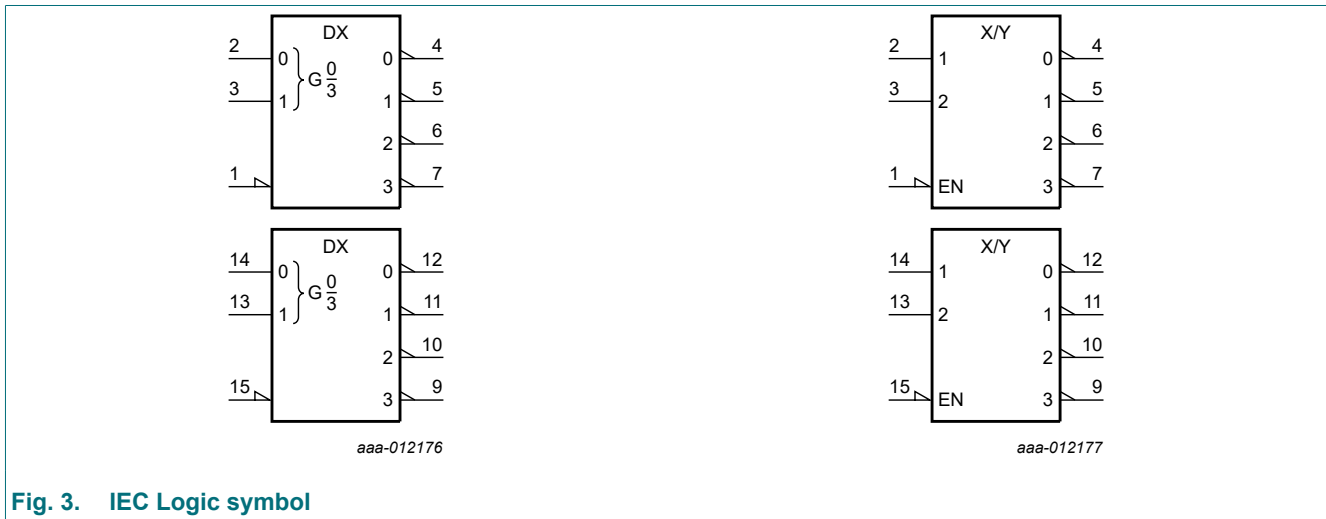 DX
2 0 0 4
G 0/3
3 1 1 5
2 6
1 3 7
DX
14 0 0 12
G 0/3
13 1 1 11
2 10
15 3 9
aaa-012176
X/Y
2 1 0 4
3 2 1 5
2 6
1 EN 3 7
X/Y
14 1 0 12
13 2 1 11
2 10
15 EN 3 9
aaa-012177
Fig. 3. IEC Logic symbol